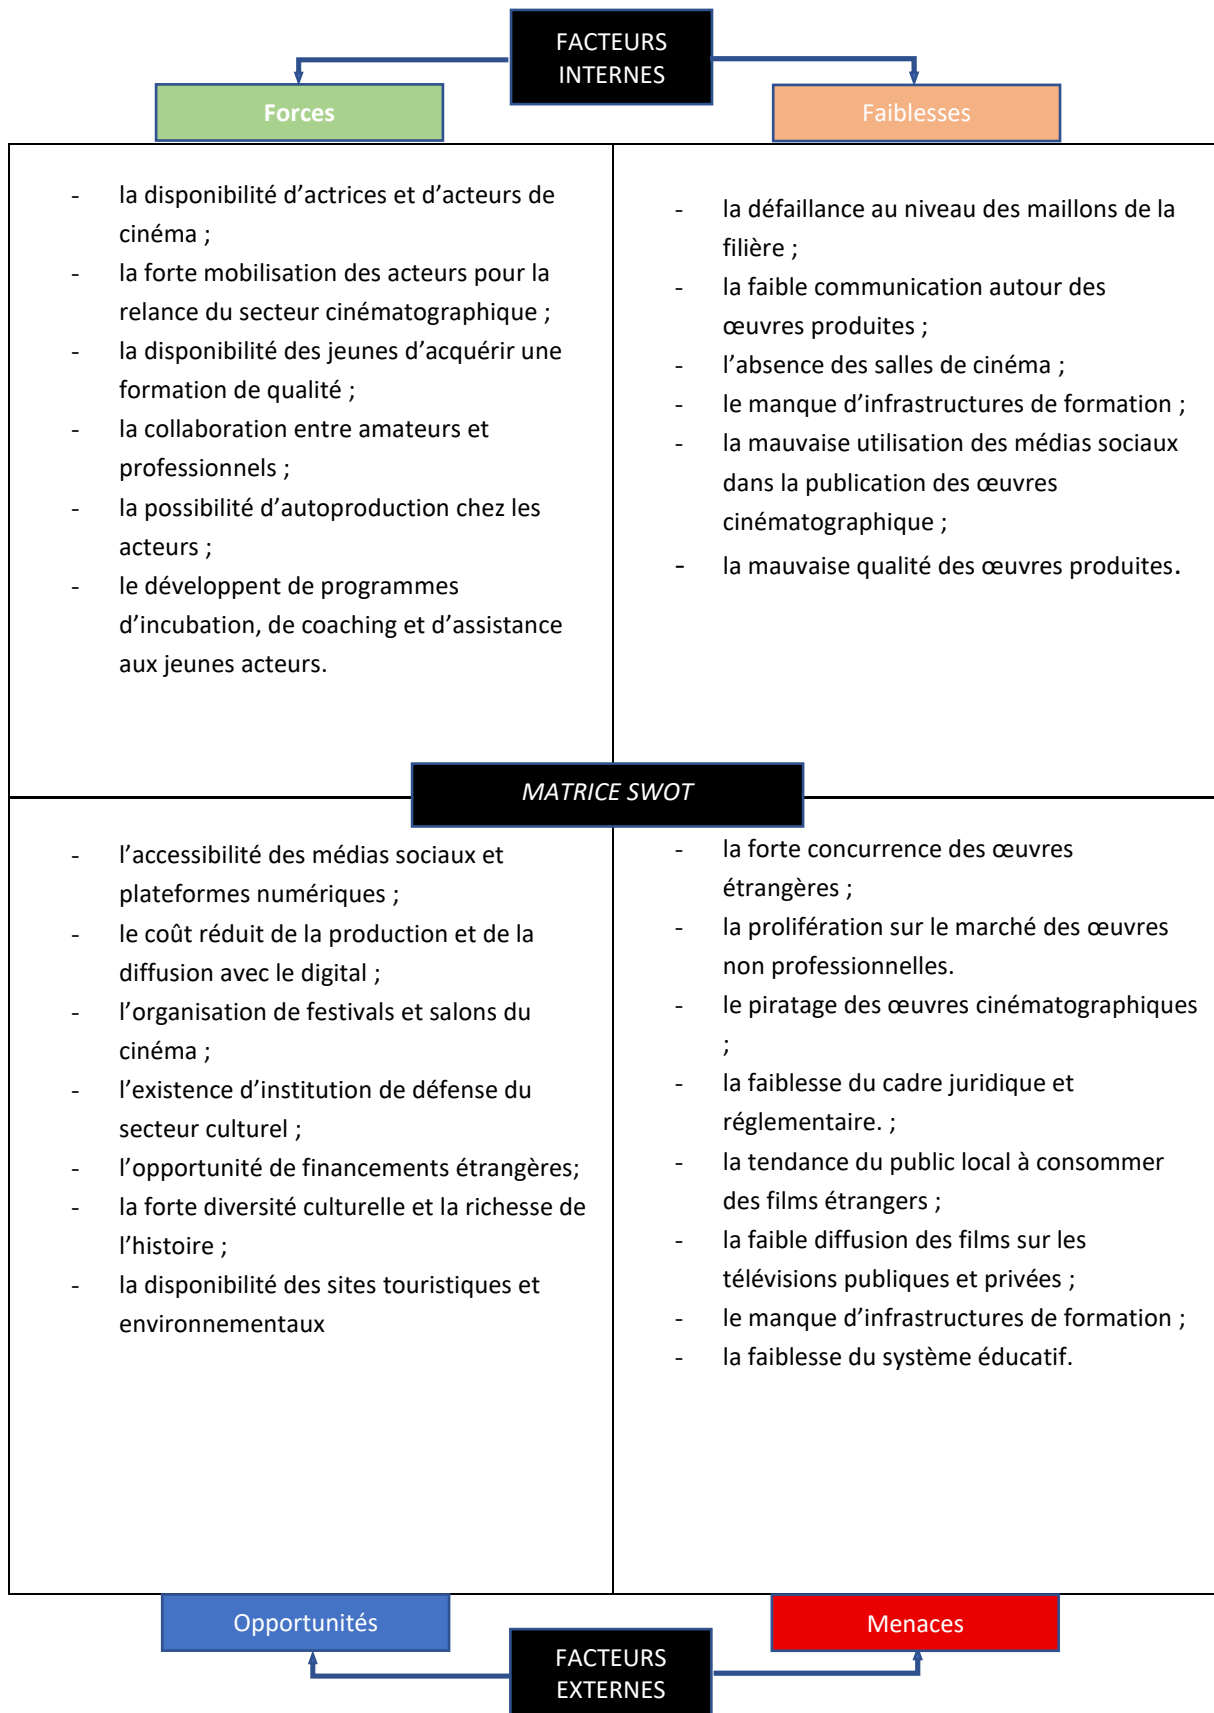 FACTEURS
INTERNES
Forces
Faiblesses
- la disponibilité d’actrices et d’acteurs de
cinéma ;
- la forte mobilisation des acteurs pour la
relance du secteur cinématographique ;
- la disponibilité des jeunes d’acquérir une
formation de qualité ;
- la collaboration entre amateurs et
professionnels ;
- la possibilité d’autoproduction chez les
acteurs ;
- le développent de programmes
d’incubation, de coaching et d’assistance
aux jeunes acteurs.
- la défaillance au niveau des maillons de la
filière ;
- la faible communication autour des
œuvres produites ;
- l’absence des salles de cinéma ;
- le manque d’infrastructures de formation ;
- la mauvaise utilisation des médias sociaux
dans la publication des œuvres
cinématographique ;
- la mauvaise qualité des œuvres produites.
MATRICE SWOT
- l’accessibilité des médias sociaux et
plateformes numériques ;
- le coût réduit de la production et de la
diffusion avec le digital ;
- l’organisation de festivals et salons du
cinéma ;
- l’existence d’institution de défense du
secteur culturel ;
- l’opportunité de financements étrangères;
- la forte diversité culturelle et la richesse de
l’histoire ;
- la disponibilité des sites touristiques et
environnementaux
- la forte concurrence des œuvres
étrangères ;
- la prolifération sur le marché des œuvres
non professionnelles.
- le piratage des œuvres cinématographiques
;
- la faiblesse du cadre juridique et
réglementaire. ;
- la tendance du public local à consommer
des films étrangers ;
- la faible diffusion des films sur les
télévisions publiques et privées ;
- le manque d’infrastructures de formation ;
- la faiblesse du système éducatif.
Opportunités
Menaces
FACTEURS
EXTERNES